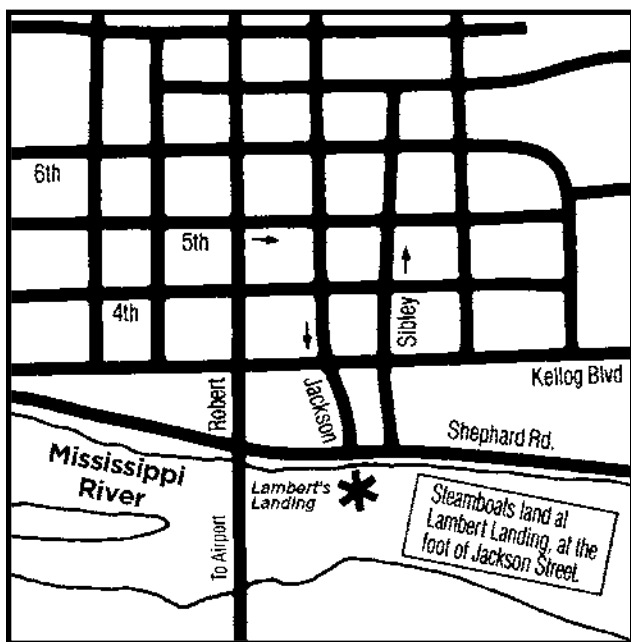 6th
5th
4th
Sibley
Kellog Blvd
Robert
Jackson
Shephard Rd.
Mississippi
River
Lambert's
Landing
To Airport
Steamboats land at
Lambert Landing, at the
foot of Jackson Street.